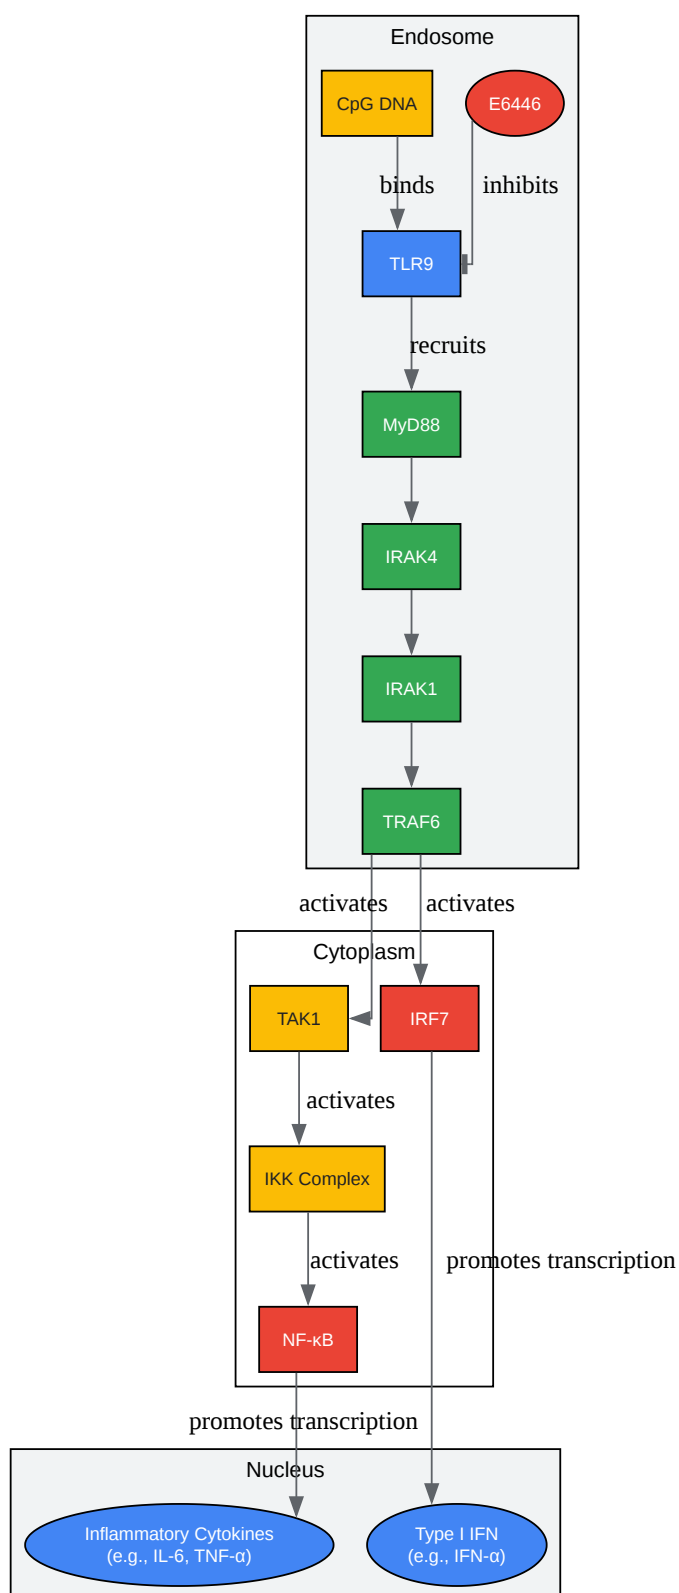 Endosome
CpG DNA
E6446
binds
inhibits
TLR9
recruits
MyD88
IRAK4
IRAK1
TRAF6
activates
activates
Cytoplasm
TAK1
IRF7
activates
IKK Complex
activates
promotes transcription
NF-κB
promotes transcription
Nucleus
Inflammatory Cytokines
(e.g., IL-6, TNF-α)
Type I IFN
(e.g., IFN-α)